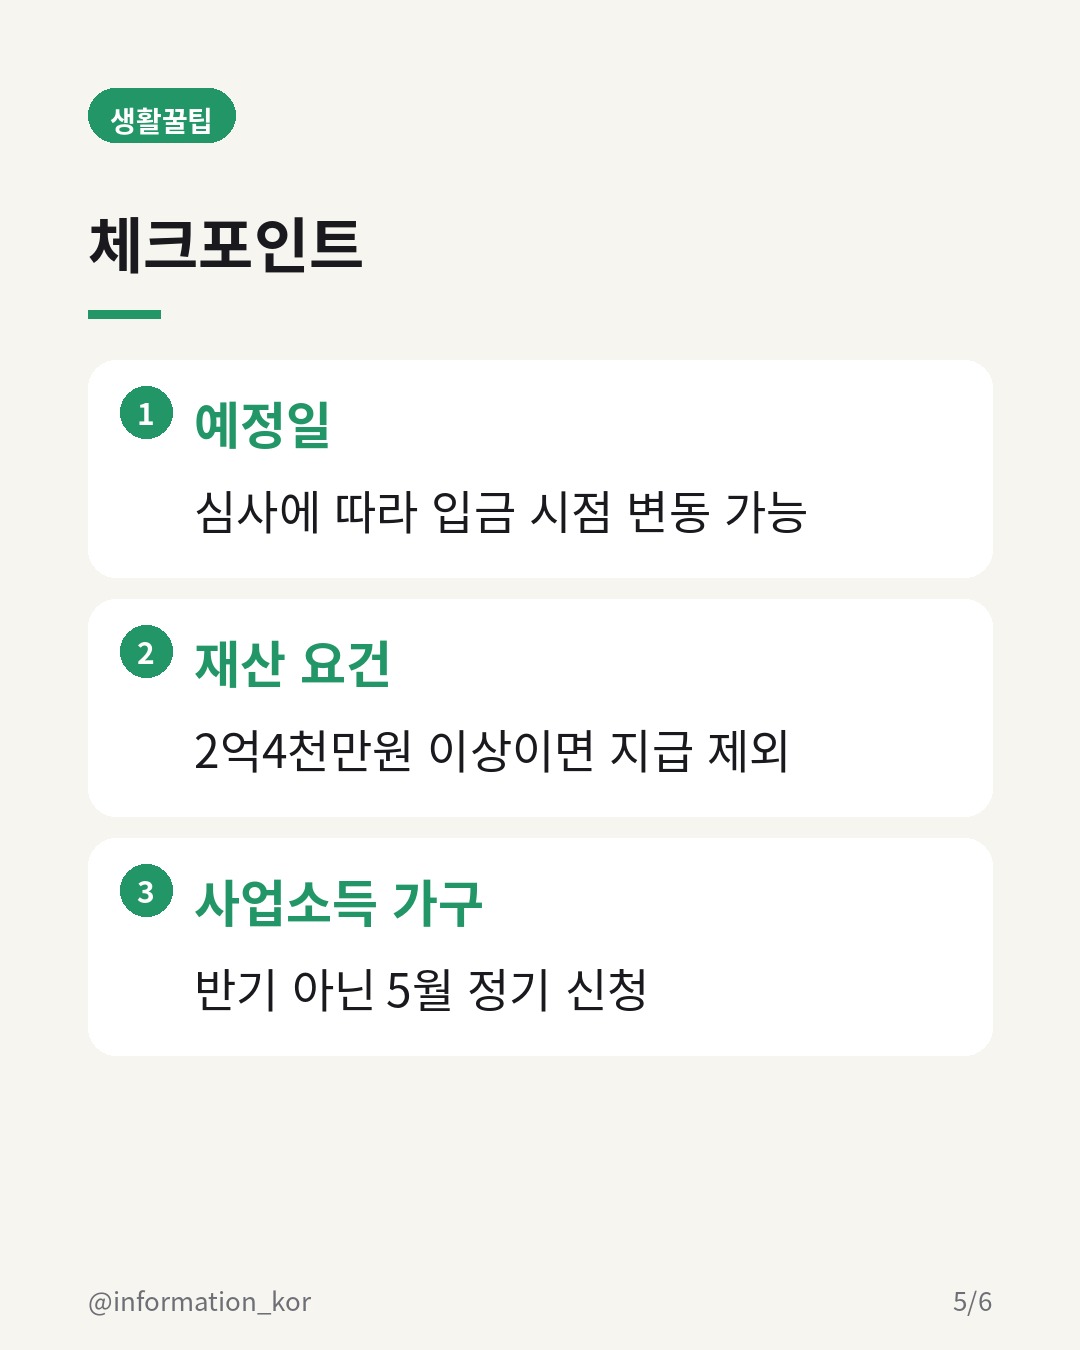 생활꿀팁
체크포인트
1 예정일
심사에 따라 입금 시점 변동 가능
2 재산 요건
2억4천만원 이상이면 지급 제외
3 사업소득 가구
반기 아닌 5월 정기 신청
@information_kor 5/6